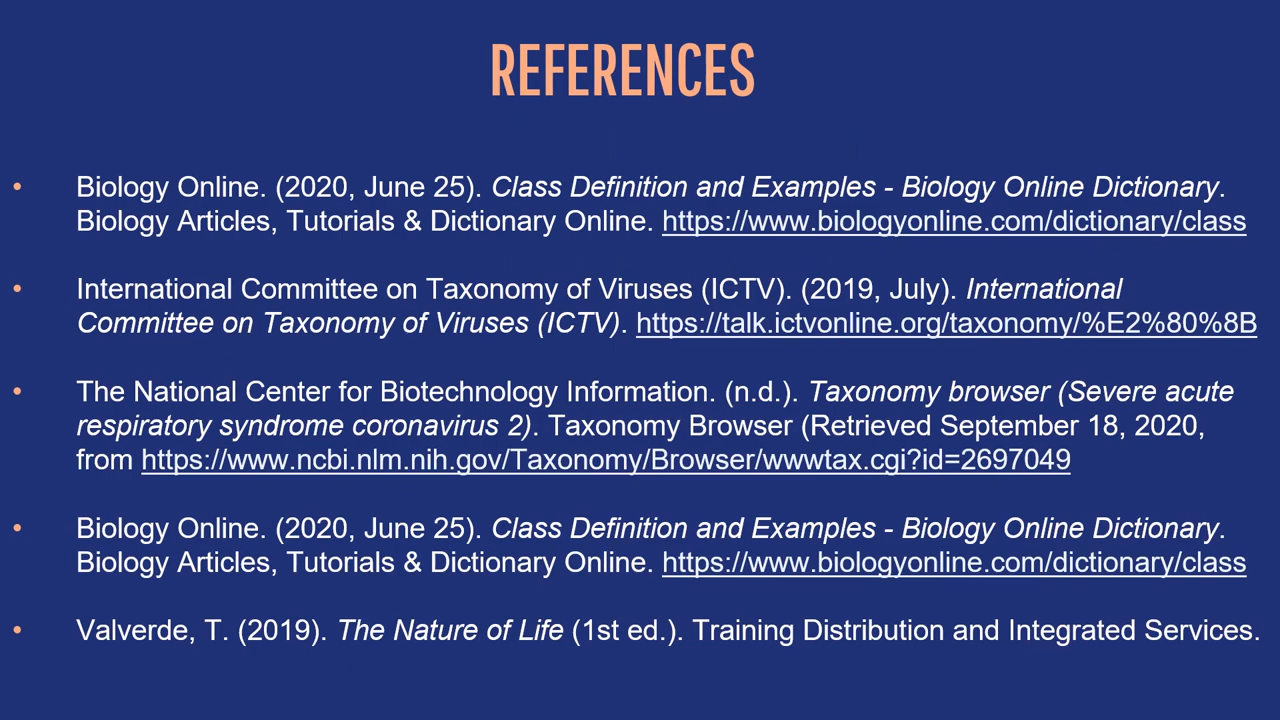 REFERENCES
• Biology Online. (2020, June 25). Class Definition and Examples - Biology Online Dictionary.
Biology Articles, Tutorials & Dictionary Online. https://www.biologyonline.com/dictionary/class
• International Committee on Taxonomy of Viruses (ICTV). (2019, July). International
Committee on Taxonomy of Viruses (ICTV). https://talk.ictvonline.org/taxonomy/%E2%80%8B
• The National Center for Biotechnology Information. (n.d.). Taxonomy browser (Severe acute
respiratory syndrome coronavirus 2). Taxonomy Browser (Retrieved September 18, 2020,
from https://www.ncbi.nlm.nih.gov/Taxonomy/Browser/wwwtax.cgi?id=2697049
• Biology Online. (2020, June 25). Class Definition and Examples - Biology Online Dictionary.
Biology Articles, Tutorials & Dictionary Online. https://www.biologyonline.com/dictionary/class
• Valverde, T. (2019). The Nature of Life (1st ed.). Training Distribution and Integrated Services.